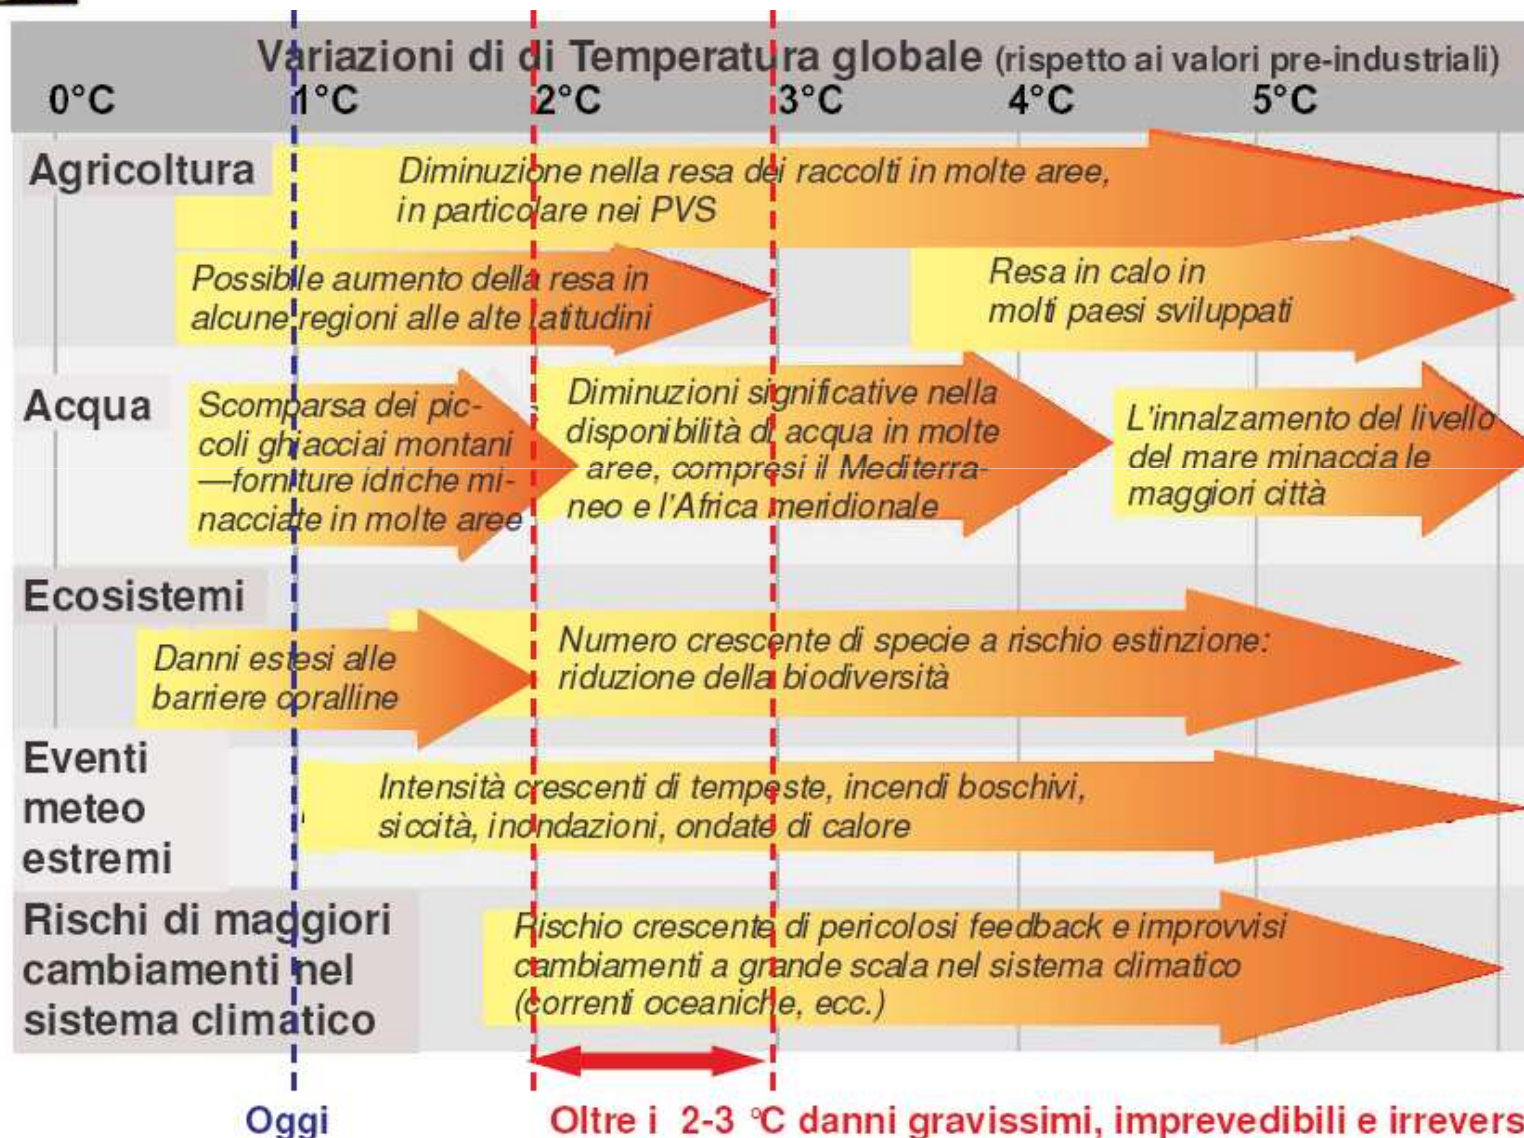 Variazioni di di Temperatura globale (rispetto ai valori pre-industriali)
0°C 1°C 2°C 3°C 4°C 5°C
Agricoltura
Diminuzione nella resa dei raccolti in molte aree,
in particolare nei PVS
Possibile aumento della resa in
alcune regioni alle alte latitudini
Resa in calo in
molti paesi sviluppati
Acqua
Scomparsa dei pic-
coli ghiacciai montani
—forniture idriche mi-
nacciate in molte aree
Diminuzioni significative nella
disponibilità di acqua in molte
aree, compresi il Mediterra-
neo e l'Africa meridionale
L'innalzamento del livello
del mare minaccia le
maggiori città
Ecosistemi
Danni estesi alle
barriere coralline
Numero crescente di specie a rischio estinzione:
riduzione della biodiversità
Eventi
meteo
estremi
Intensità crescenti di tempeste, incendi boschivi,
siccità, inondazioni, ondate di calore
Rischi di maggiori
cambiamenti nel
sistema climatico
Rischio crescente di pericolosi feedback e improvvisi
cambiamenti a grande scala nel sistema climatico
(correnti oceaniche, ecc.)
Oggi
Oltre i 2-3 °C danni gravissimi, imprevedibili e irrevers